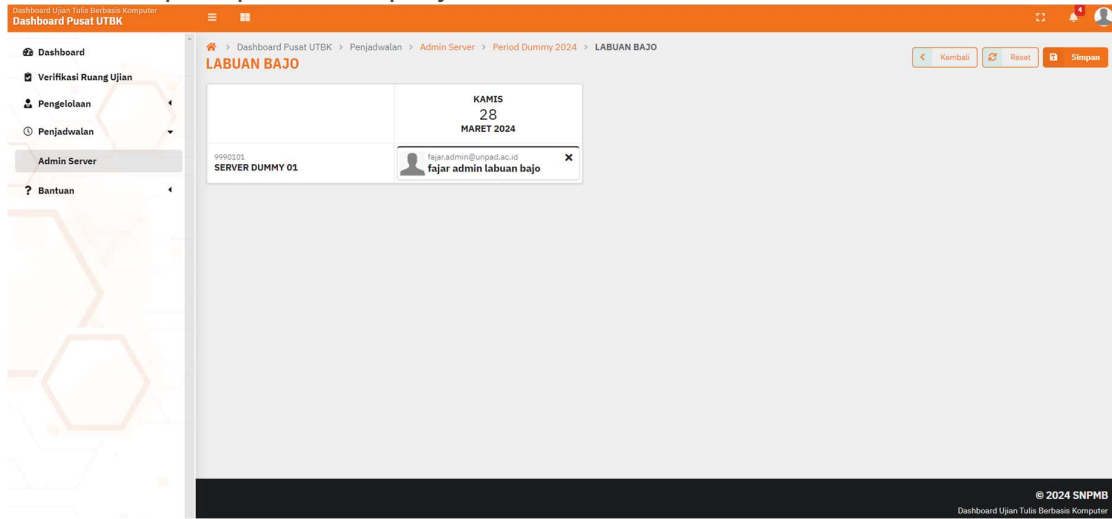 Dashboard Ujian Tulis Berbasis Komputer
Dashboard Pusat UTBK
4
Dashboard
Verifikasi Ruang Ujian
Pengelolaan
Penjadwalan
Admin Server
? Bantuan
> Dashboard Pusat UTBK > Penjadwalan > Admin Server > Period Dummy 2024 > LABUAN BAJO
LABUAN BAJO
Kembali
Reset
Simpan
KAMIS
28
MARET 2024
9990101
SERVER DUMMY 01
fajar.admin@unpad.ac.id
fajar admin labuan bajo
© 2024 SNPMB
Dashboard Ujian Tulis Berbasis Komputer